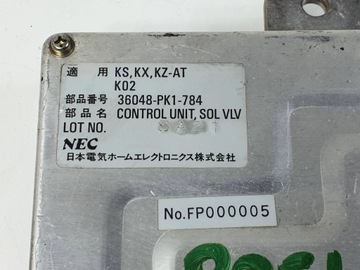 適 用 KS, KX, KZ-AT
K02
部品番号 36048-PK1-784
部 品 名 CONTROL UNIT, SOL VLV
LOT NO.
NEC
日本電気ホームエレクトロニクス株式会社
No.FP000005